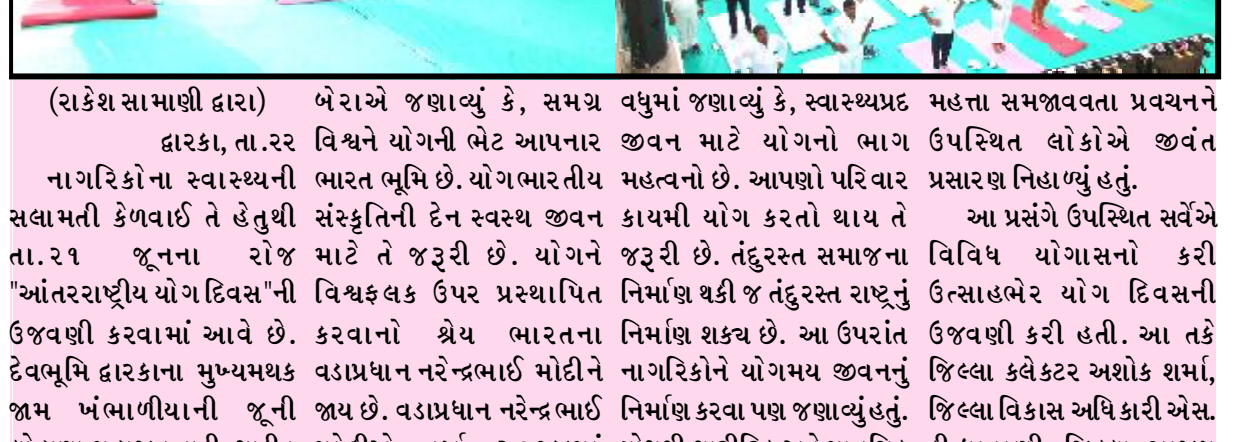 (રાકેશ સામાણી દ્વારા)
દ્વારકા, તા.૨૨
નાગરિકોના સ્વાસ્થ્યની
સલામતી કેળવાઈ તે હેતુથી
તા.૨૧ જૂનના રોજ
"આંતરરાષ્ટ્રીય યોગ દિવસ"ની
ઉજવણી કરવામાં આવે છે.
દેવભૂમિ દ્વારકાના મુખ્યમથક
જામ ખંભાળીયાની જૂની
બેરાએ જણાવ્યું કે, સમગ્ર
વિશ્વને યોગની ભેટ આપનાર
ભારત ભૂમિ છે. યોગ ભારતીય
સંસ્કૃતિની દેન સ્વસ્થ જીવન
માટે તે જરૂરી છે. યોગને
વિશ્વફલક ઉપર પ્રસ્થાપિત
કરવાનો શ્રેય ભારતના
વડાપ્રધાન નરેન્દ્રભાઈ મોદીને
જાય છે. વડાપ્રધાન નરેન્દ્રભાઈ
વધુમાં જણાવ્યું કે, સ્વાસ્થ્યપ્રદ
જીવન માટે યોગનો ભાગ
મહત્વનો છે. આપણો પરિવાર
કાયમી યોગ કરતો થાય તે
જરૂરી છે. તંદુરસ્ત સમાજના
નિર્માણ થકી જ તંદુરસ્ત રાષ્ટ્રનું
નિર્માણ શક્ય છે. આ ઉપરાંત
નાગરિકોને યોગમય જીવનનું
નિર્માણ કરવા પણ જણાવ્યું હતું.
મહત્તા સમજાવવતા પ્રવચનને
ઉપસ્થિત લોકોએ જીવંત
પ્રસારણ નિહાળ્યું હતું.
આ પ્રસંગે ઉપસ્થિત સર્વેએ
વિવિધ યોગાસનો કરી
ઉત્સાહભેર યોગ દિવસની
ઉજવણી કરી હતી. આ તકે
જિલ્લા કલેકટર અશોક શર્મા,
જિલ્લા વિકાસ અધિકારી એસ.